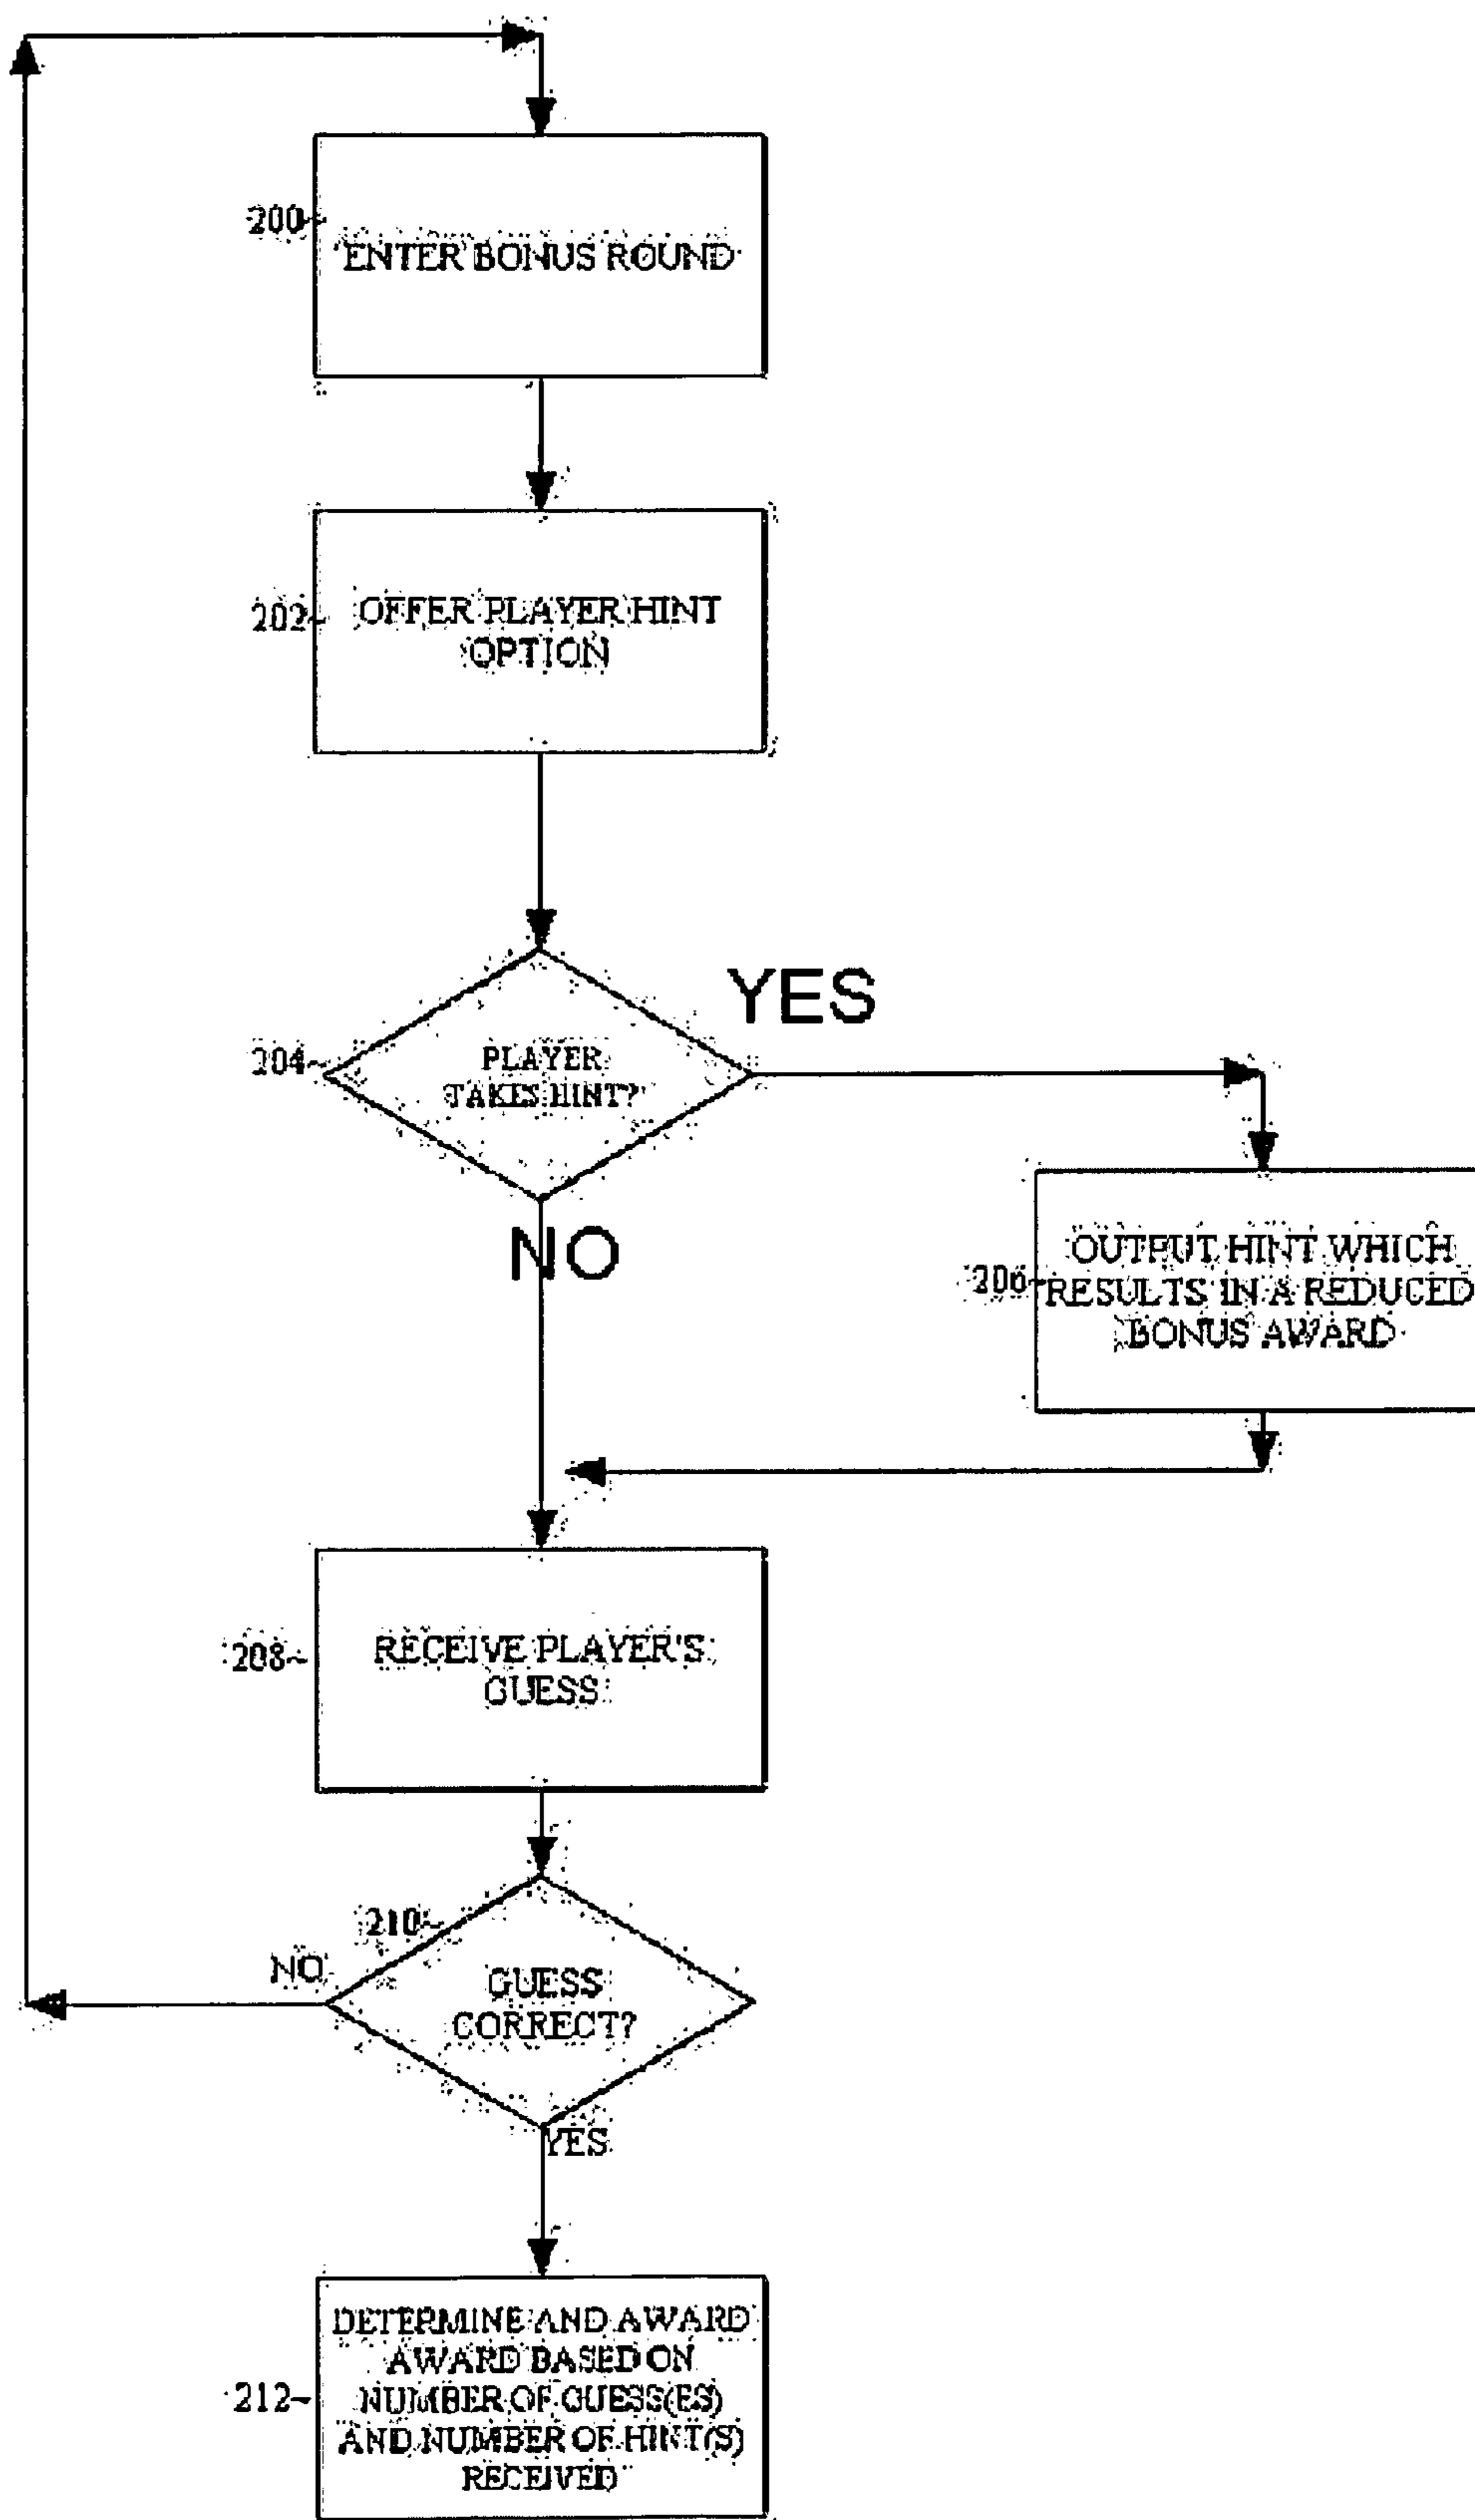 200~
ENTER BONUS ROUND
202~
OFFER PLAYER HINT
OPTION
204~
PLAYER
TAKES HINT?
YES
NO
206~
OUTPUT HINT WHICH
RESULTS IN A REDUCED
BONUS AWARD
208~
RECEIVE PLAYER'S
GUESS
210~
NO
GUESS
CORRECT?
YES
212~
DETERMINE AND AWARD
AWARD BASED ON
NUMBER OF GUESS(ES)
AND NUMBER OF HINT(S)
RECEIVED